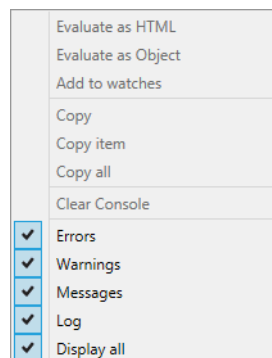 Evaluate as HTML
Evaluate as Object
Add to watches
Copy
Copy item
Copy all
Clear Console
Errors
Warnings
Messages
Log
Display all